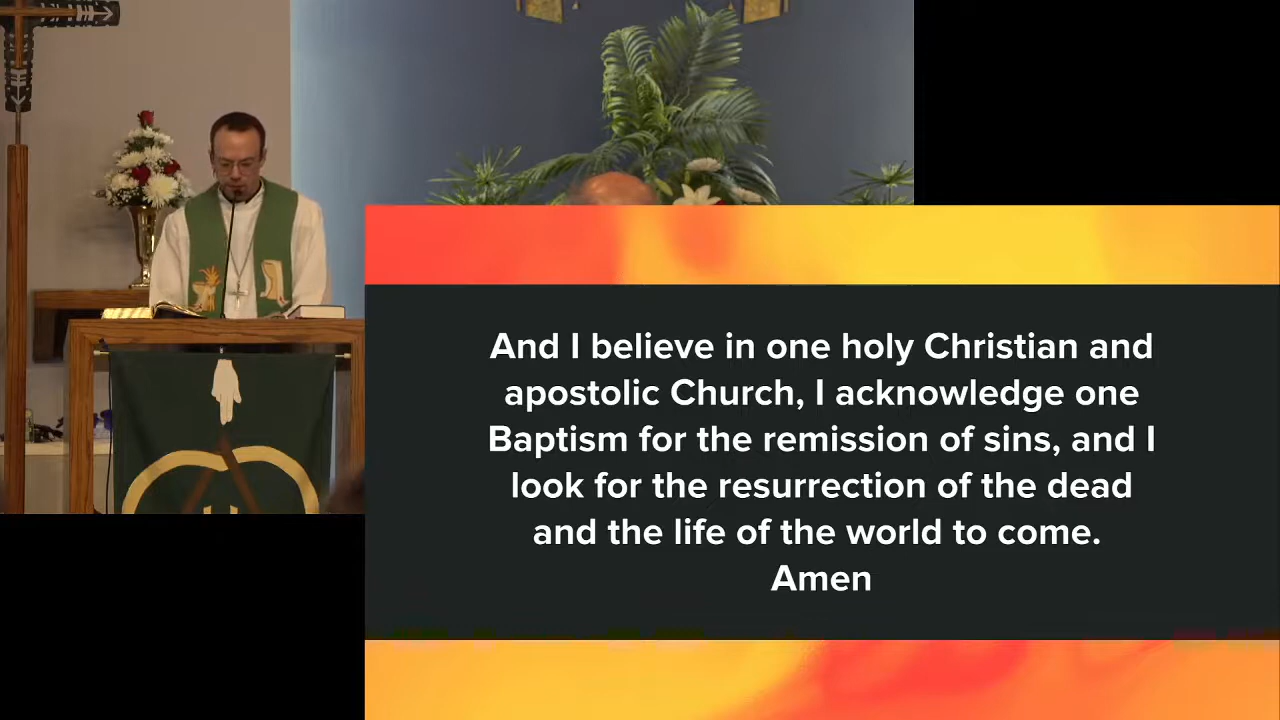 And I believe in one holy Christian and
apostolic Church, I acknowledge one
Baptism for the remission of sins, and I
look for the resurrection of the dead
and the life of the world to come.
Amen